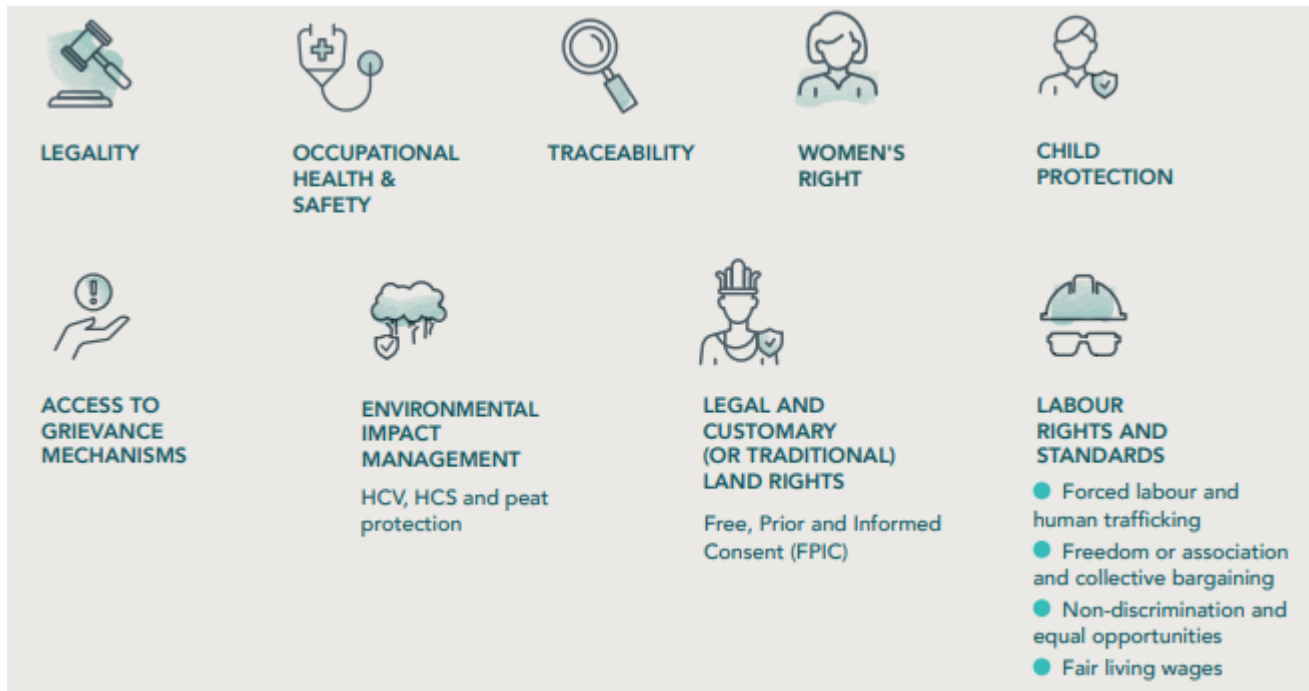 LEGALITY
OCCUPATIONAL
HEALTH &
SAFETY
TRACEABILITY
WOMEN'S
RIGHT
CHILD
PROTECTION
ACCESS TO
GRIEVANCE
MECHANISMS
ENVIRONMENTAL
IMPACT
MANAGEMENT
HCV, HCS and peat
protection
LEGAL AND
CUSTOMARY
(OR TRADITIONAL)
LAND RIGHTS
Free, Prior and Informed
Consent (FPIC)
LABOUR
RIGHTS AND
STANDARDS
● Forced labour and
human trafficking
● Freedom or association
and collective bargaining
● Non-discrimination and
equal opportunities
● Fair living wages